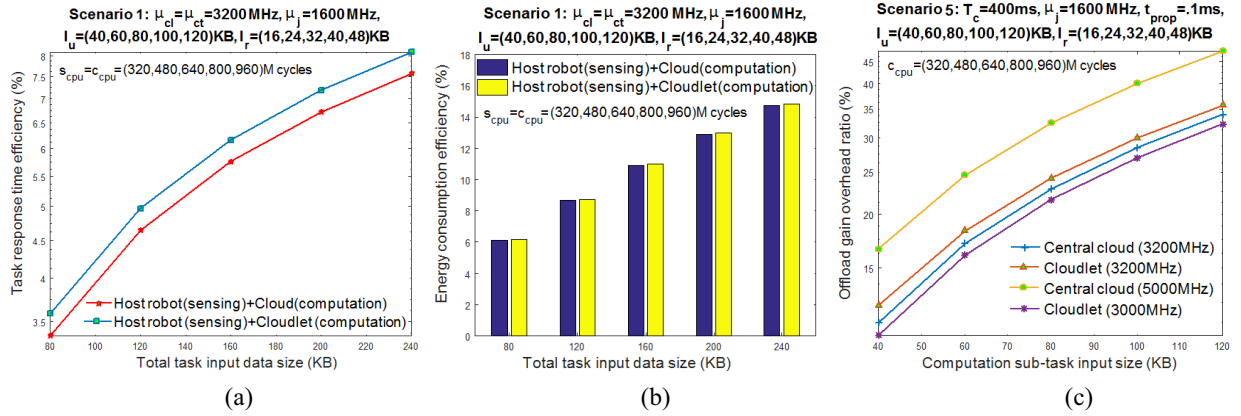 Scenario 1: μcl=μct=3200 MHz, μj=1600 MHz,
Iu=(40,60,80,100,120)KB, Ir=(16,24,32,40,48)KB
scpu=ccpu=(320,480,640,800,960)M cycles
Task response time efficiency (%)
8
7.5
7
6.5
6
5.5
5
4.5
4
3.5
Host robot(sensing)+Cloud(computation)
Host robot(sensing)+Cloudlet (computation)
80 100 120 140 160 180 200 220 240
Total task input data size (KB)
(a)
Scenario 1: μcl=μct=3200 MHz, μj=1600MHz,
Iu=(40,60,80,100,120)KB, Ir=(16,24,32,40,48)KB
Host robot(sensing)+Cloud(computation)
Host robot(sensing)+Cloudlet(computation)
scpu=ccpu=(320,480,640,800,960)M cycles
Energy consumption efficiency (%)
18
16
14
12
10
8
6
4
2
0
80 120 160 200 240
Total task input data size (KB)
(b)
Scenario 5: Tc=400ms, μj=1600 MHz, tprop=.1ms,
Iu=(40,60,80,100,120)KB, Ir=(16,24,32,40,48)KB
ccpu=(320,480,640,800,960)M cycles
Offload gain overhead ratio (%)
45
40
35
30
25
20
15
Central cloud (3200MHz)
Cloudlet (3200MHz)
Central cloud (5000MHz)
Cloudlet (3000MHz)
40 50 60 70 80 90 100 110 120
Computation sub-task input size (KB)
(c)